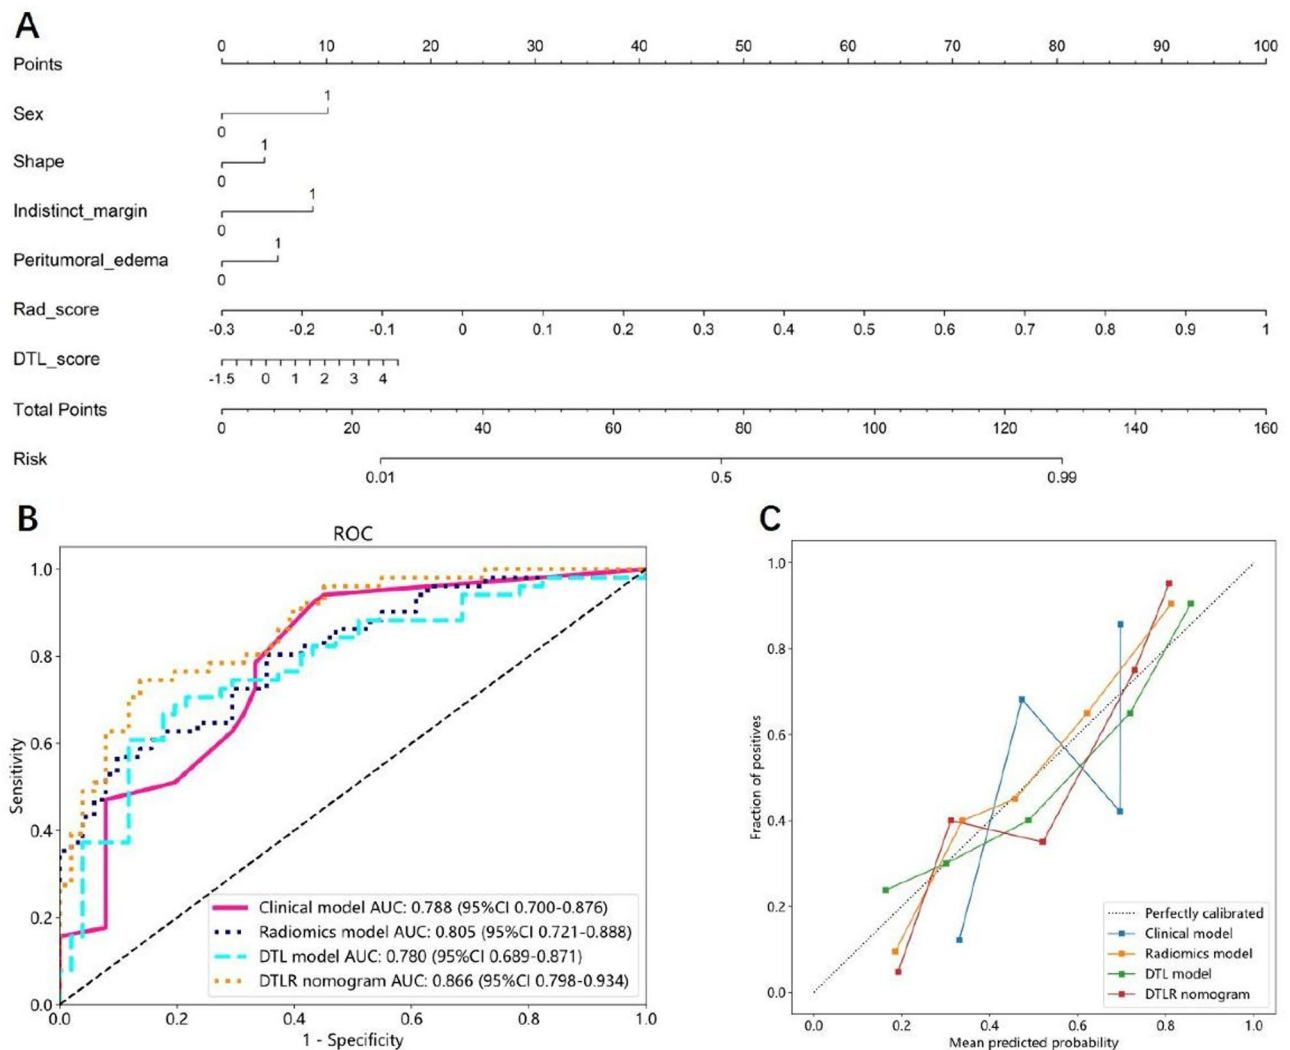 A
Points
0 10 20 30 40 50 60 70 80 90 100
Sex
0 1
Shape
0 1
Indistinct_margin
0 1
Peritumoral_edema
0 1
Rad_score
-0.3 -0.2 -0.1 0 0.1 0.2 0.3 0.4 0.5 0.6 0.7 0.8 0.9 1
DTL_score
-1.5 0 1 2 3 4
Total Points
0 20 40 60 80 100 120 140 160
Risk
0.01 0.5 0.99
B
ROC
Sensitivity
1.0
0.8
0.6
0.4
0.2
0.0
0.0 0.2 0.4 0.6 0.8 1.0
1 - Specificity
Clinical model AUC: 0.788 (95%CI 0.700-0.876)
Radiomics model AUC: 0.805 (95%CI 0.721-0.888)
DTL model AUC: 0.780 (95%CI 0.689-0.871)
DTLR nomogram AUC: 0.866 (95%CI 0.798-0.934)
C
Fraction of positives
1.0
0.8
0.6
0.4
0.2
0.0
0.0 0.2 0.4 0.6 0.8 1.0
Mean predicted probability
Perfectly calibrated
Clinical model
Radiomics model
DTL model
DTLR nomogram